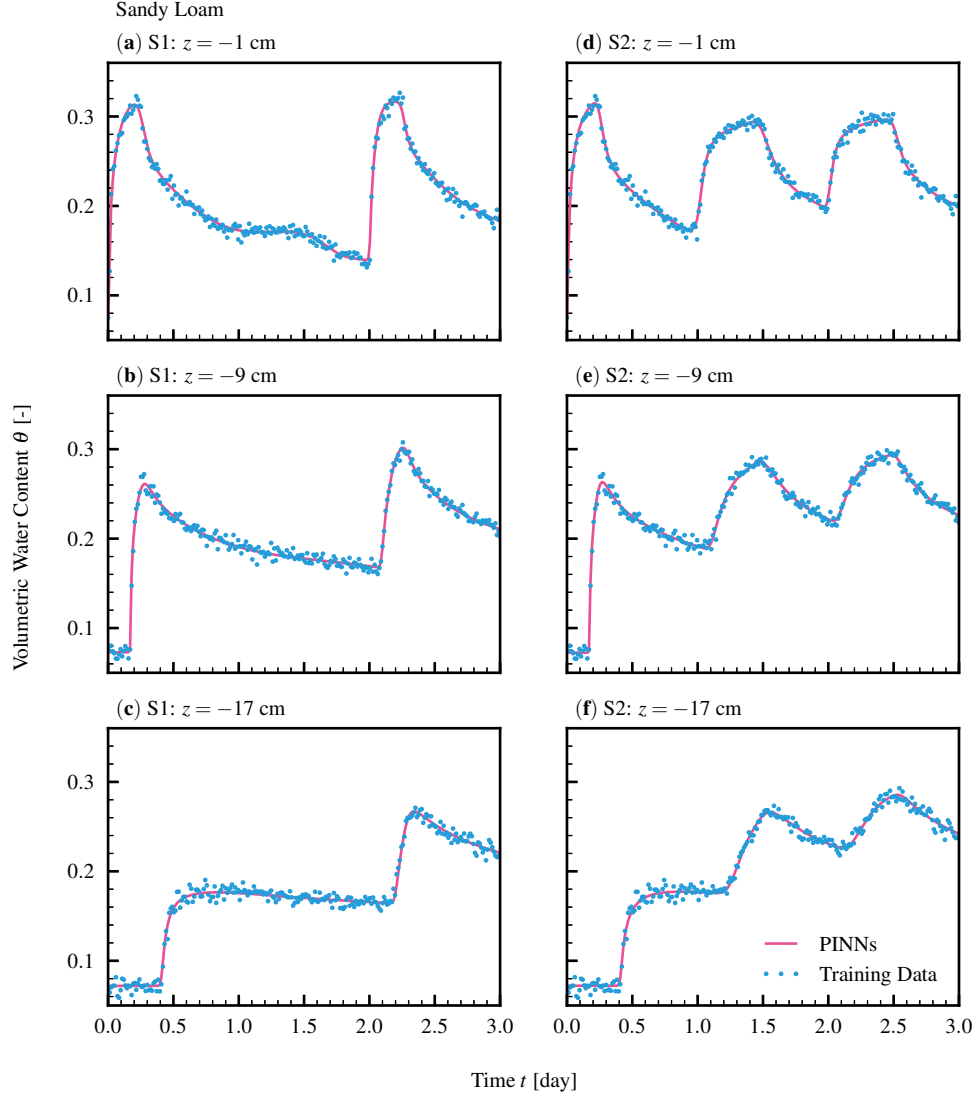 Sandy Loam
(a) S1: z = −1 cm
(d) S2: z = −1 cm
0.3
0.2
0.1
(b) S1: z = −9 cm
(e) S2: z = −9 cm
0.3
0.2
0.1
Volumetric Water Content θ [-]
(c) S1: z = −17 cm
(f) S2: z = −17 cm
0.3
0.2
0.1
PINNs
Training Data
0.0 0.5 1.0 1.5 2.0 2.5 3.0
0.0 0.5 1.0 1.5 2.0 2.5 3.0
Time t [day]